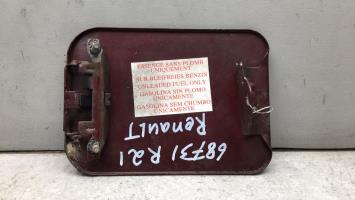 ESSENCE SANS PLOMB
UNIQUEMENT
NUR BLEIFREIES BENZIN
UNLEADED FUEL ONLY
GASOLINA SIN PLOMO
UNICAMENTE
GASOLINA SEM CHUMBO
UNICAMENTE
68731 R21
Renault